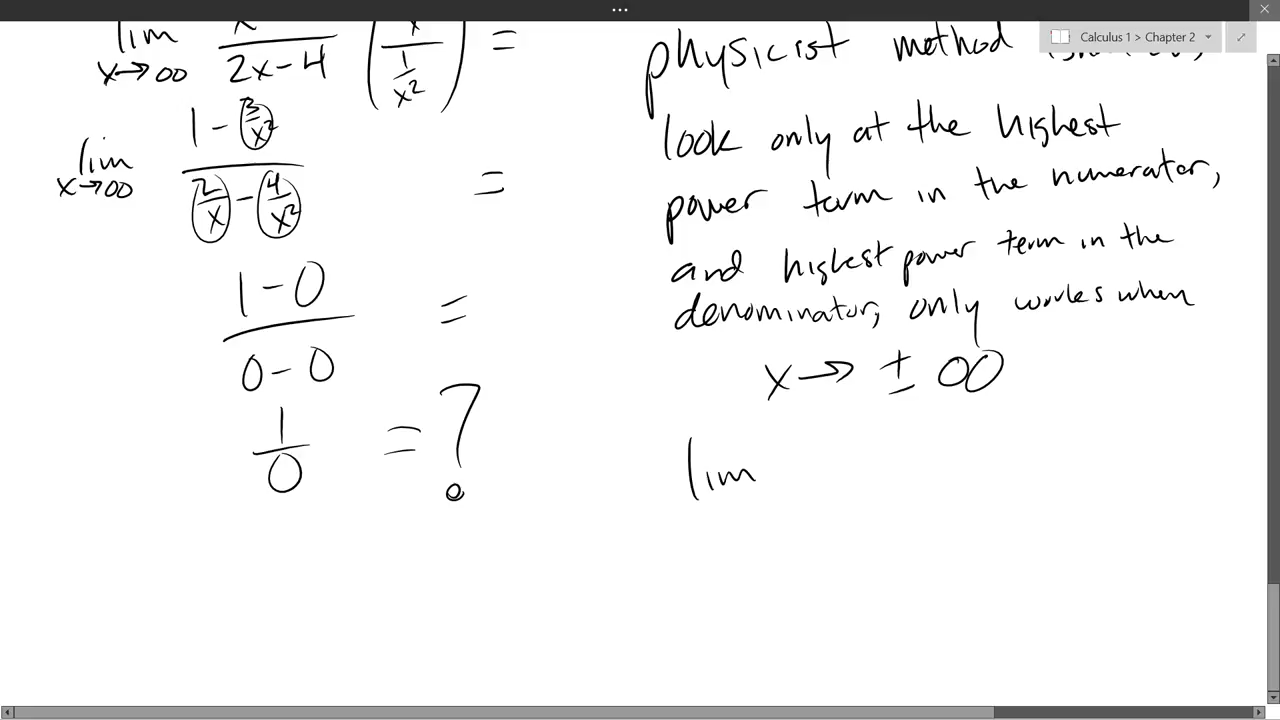 Calculus 1 > Chapter 2
lim x→∞ /2x-4 (/1/x²) =
physicist method
lim x→∞ 1 - 3/x² / 2/x - 4/x² =
1 - 0 / 0 - 0 =
1/0 = ?
look only at the highest
power term in the numerator,
and highest power term in the
denominator, only works when
x → ± ∞
lim